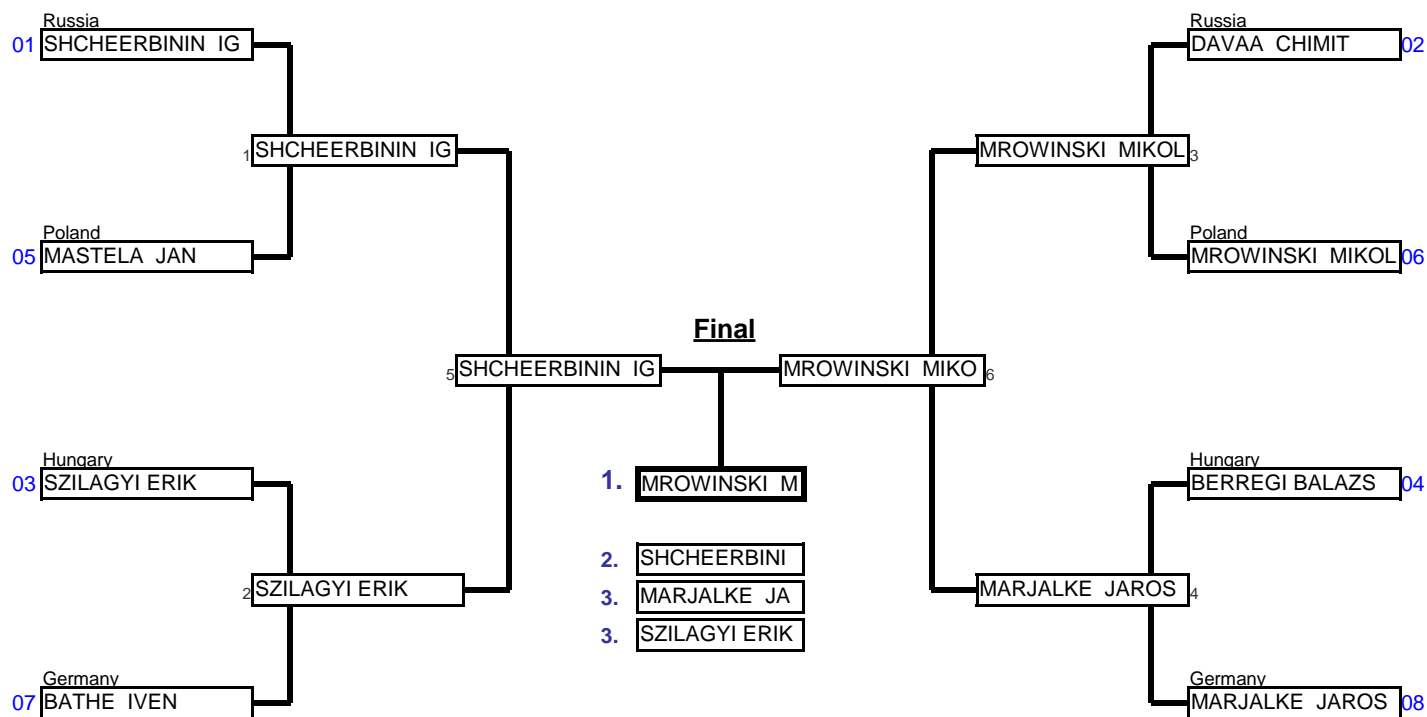 Russia
01 SHCHEERBININ IG
Russia
DAVAA CHIMIT 02
1 SHCHEERBININ IG
MROWINSKI MIKOL 3
Poland
05 MASTELA JAN
Poland
MROWINSKI MIKOL 06
Final
5 SHCHEERBININ IG
MROWINSKI MIKO 6
Hungary
03 SZILAGYI ERIK
1. MROWINSKI M
Hungary
BERREGI BALAZS 04
2. SHCHEERBINI
3. MARJALKE JA
3. SZILAGYI ERIK
2 SZILAGYI ERIK
MARJALKE JAROS 4
Germany
07 BATHE IVEN
Germany
MARJALKE JAROS 08